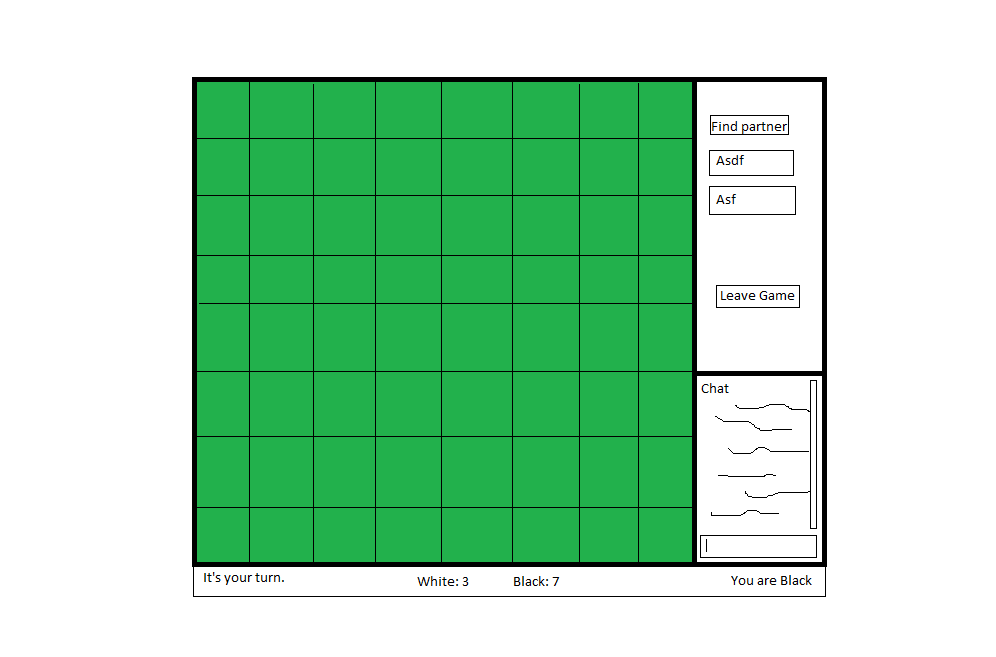 Find partner
Asdf
Asf
Leave Game
Chat
It's your turn.
White: 3
Black: 7
You are Black